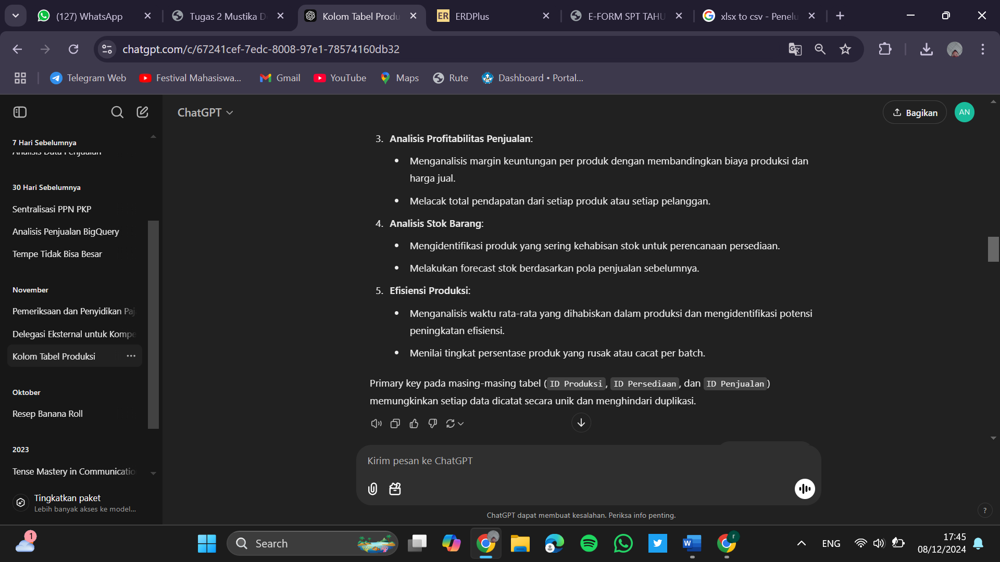 (127) WhatsApp
Tugas 2 Mustika D
Kolom Tabel Produ
ER ERDPlus
E-FORM SPT TAHU
xlsx to csv - Penelu
chatgpt.com/c/67241cef-7edc-8008-97e1-78574160db32
Telegram Web
Festival Mahasiswa...
Gmail
YouTube
Maps
Rute
Dashboard • Portal...
ChatGPT
Bagikan
AN
7 Hari Sebelumnya
Analisis Data Penjualan
30 Hari Sebelumnya
Sentralisasi PPN PKP
Analisis Penjualan BigQuery
Tempe Tidak Bisa Besar
November
Pemeriksaan dan Penyidikan Paj
Delegasi Eksternal untuk Kompe
Kolom Tabel Produksi
Oktober
Resep Banana Roll
2023
Tense Mastery in Communicatio
Tingkatkan paket
Lebih banyak akses ke model...
3. Analisis Profitabilitas Penjualan:
• Menganalisis margin keuntungan per produk dengan membandingkan biaya produksi dan
harga jual.
• Melacak total pendapatan dari setiap produk atau setiap pelanggan.
4. Analisis Stok Barang:
• Mengidentifikasi produk yang sering kehabisan stok untuk perencanaan persediaan.
• Melakukan forecast stok berdasarkan pola penjualan sebelumnya.
5. Efisiensi Produksi:
• Menganalisis waktu rata-rata yang dihabiskan dalam produksi dan mengidentifikasi potensi
peningkatan efisiensi.
• Menilai tingkat persentase produk yang rusak atau cacat per batch.
Primary key pada masing-masing tabel (ID Produksi, ID Persediaan, dan ID Penjualan)
memungkinkan setiap data dicatat secara unik dan menghindari duplikasi.
Kirim pesan ke ChatGPT
ChatGPT dapat membuat kesalahan. Periksa info penting.
?
1
Search
W
r
ENG
17:45
08/12/2024